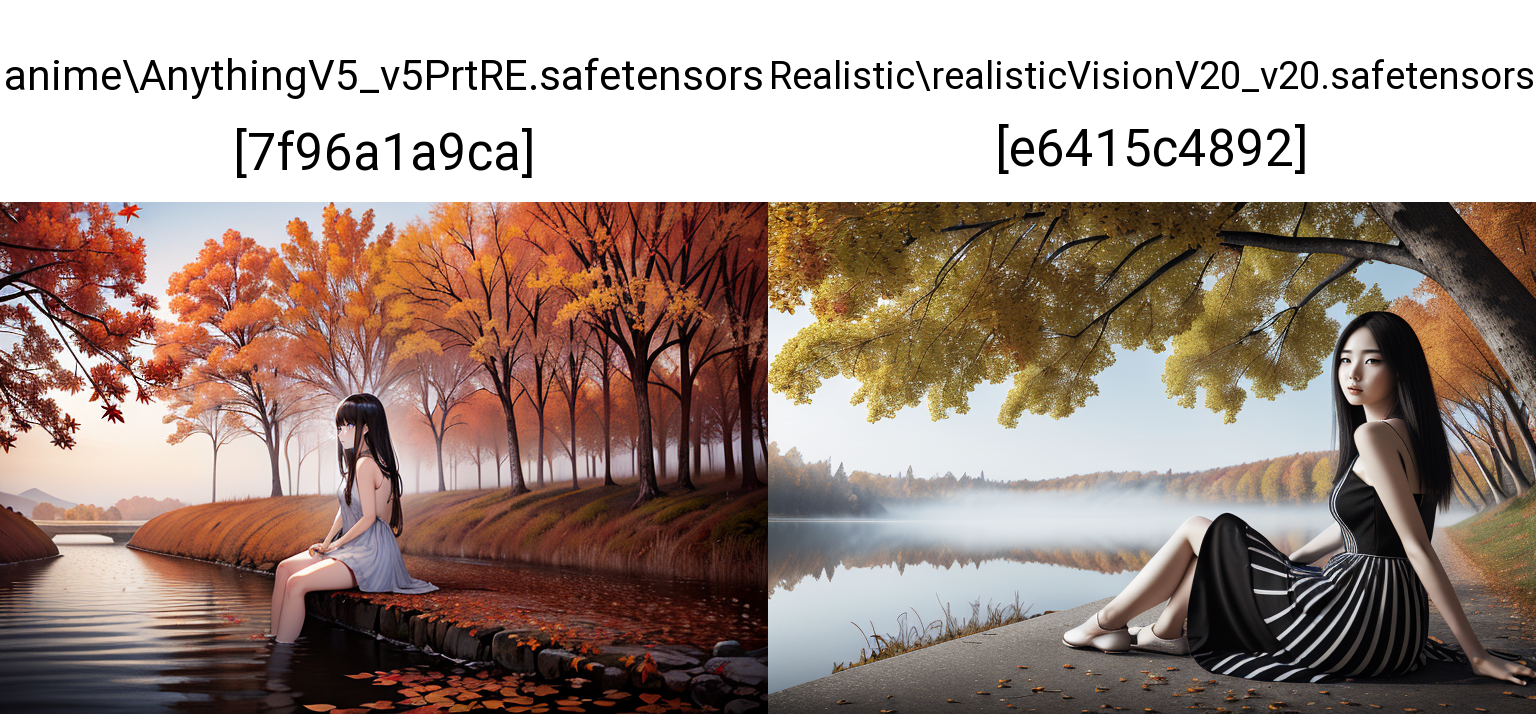 anime\AnythingV5_v5PrtRE.safetensors
[7f96a1a9ca]
Realistic\realisticVisionV20_v20.safetensors
[e6415c4892]